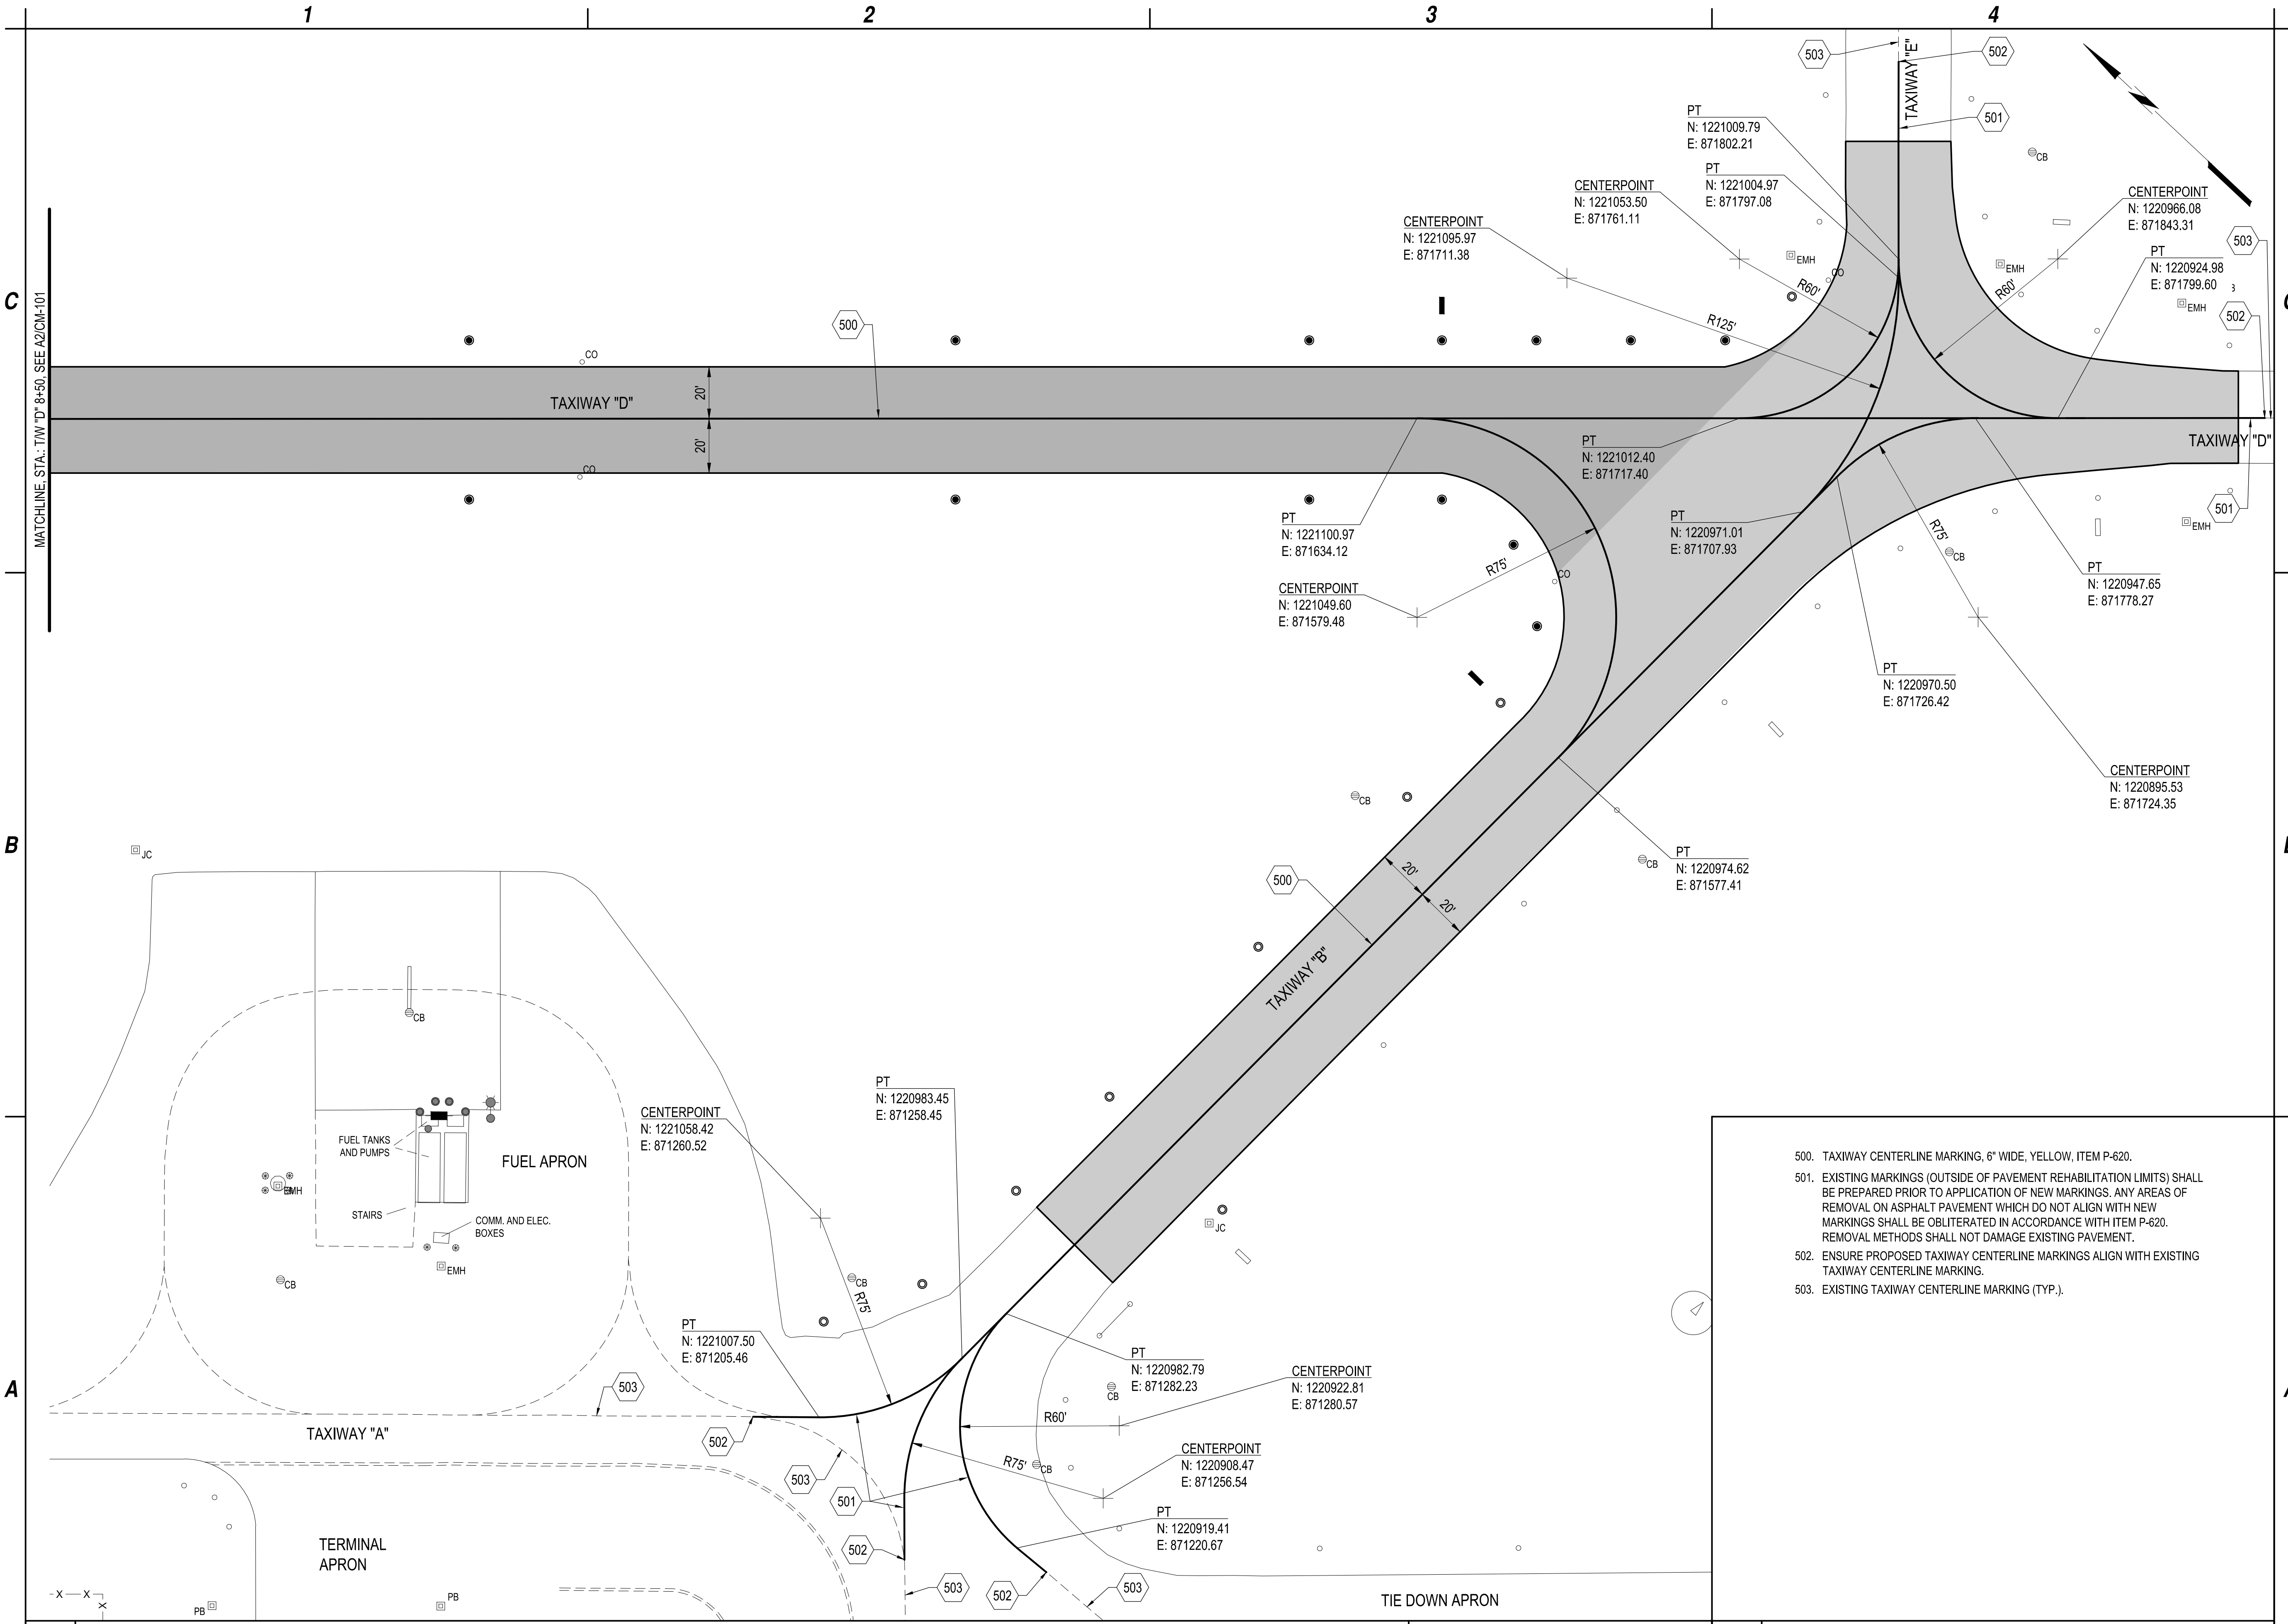 1
2
3
4
C
B
A
MATCHLINE, STA.: T/W "D" 8+50, SEE A2/CM-101
503
502
TAXIWAY "E"
501
PT
N: 1221009.79
E: 871802.21
PT
N: 1221004.97
E: 871797.08
CENTERPOINT
N: 1221053.50
E: 871761.11
CENTERPOINT
N: 1221095.97
E: 871711.38
CENTERPOINT
N: 1220966.08
E: 871843.31
PT
N: 1220924.98
E: 871799.60
CB
EMH
CO
EMH
EMH
503
502
R60'
R60'
R125'
500
CO
TAXIWAY "D"
20'
20'
CO
TAXIWAY "D"
501
EMH
PT
N: 1221012.40
E: 871717.40
PT
N: 1221100.97
E: 871634.12
PT
N: 1220971.01
E: 871707.93
R75'
CB
R75'
CO
CENTERPOINT
N: 1221049.60
E: 871579.48
PT
N: 1220947.65
E: 871778.27
PT
N: 1220970.50
E: 871726.42
CENTERPOINT
N: 1220895.53
E: 871724.35
CB
CB
PT
N: 1220974.62
E: 871577.41
500
20'
20'
TAXIWAY "B"
JC
CB
FUEL TANKS
AND PUMPS
FUEL APRON
EMH
STAIRS
COMM. AND ELEC.
BOXES
EMH
CB
PT
N: 1220983.45
E: 871258.45
CENTERPOINT
N: 1221058.42
E: 871260.52
CB
R75'
JC
PT
N: 1221007.50
E: 871205.46
PT
N: 1220982.79
E: 871282.23
CB
CENTERPOINT
N: 1220922.81
E: 871280.57
503
TAXIWAY "A"
502
R60'
503
R75'
CB
CENTERPOINT
N: 1220908.47
E: 871256.54
501
PT
N: 1220919.41
E: 871220.67
502
503
502
503
TERMINAL
APRON
X
X
X
PB
PB
TIE DOWN APRON
500. TAXIWAY CENTERLINE MARKING, 6" WIDE, YELLOW, ITEM P-620.
501. EXISTING MARKINGS (OUTSIDE OF PAVEMENT REHABILITATION LIMITS) SHALL
BE PREPARED PRIOR TO APPLICATION OF NEW MARKINGS. ANY AREAS OF
REMOVAL ON ASPHALT PAVEMENT WHICH DO NOT ALIGN WITH NEW
MARKINGS SHALL BE OBLITERATED IN ACCORDANCE WITH ITEM P-620.
REMOVAL METHODS SHALL NOT DAMAGE EXISTING PAVEMENT.
502. ENSURE PROPOSED TAXIWAY CENTERLINE MARKINGS ALIGN WITH EXISTING
TAXIWAY CENTERLINE MARKING.
503. EXISTING TAXIWAY CENTERLINE MARKING (TYP.).